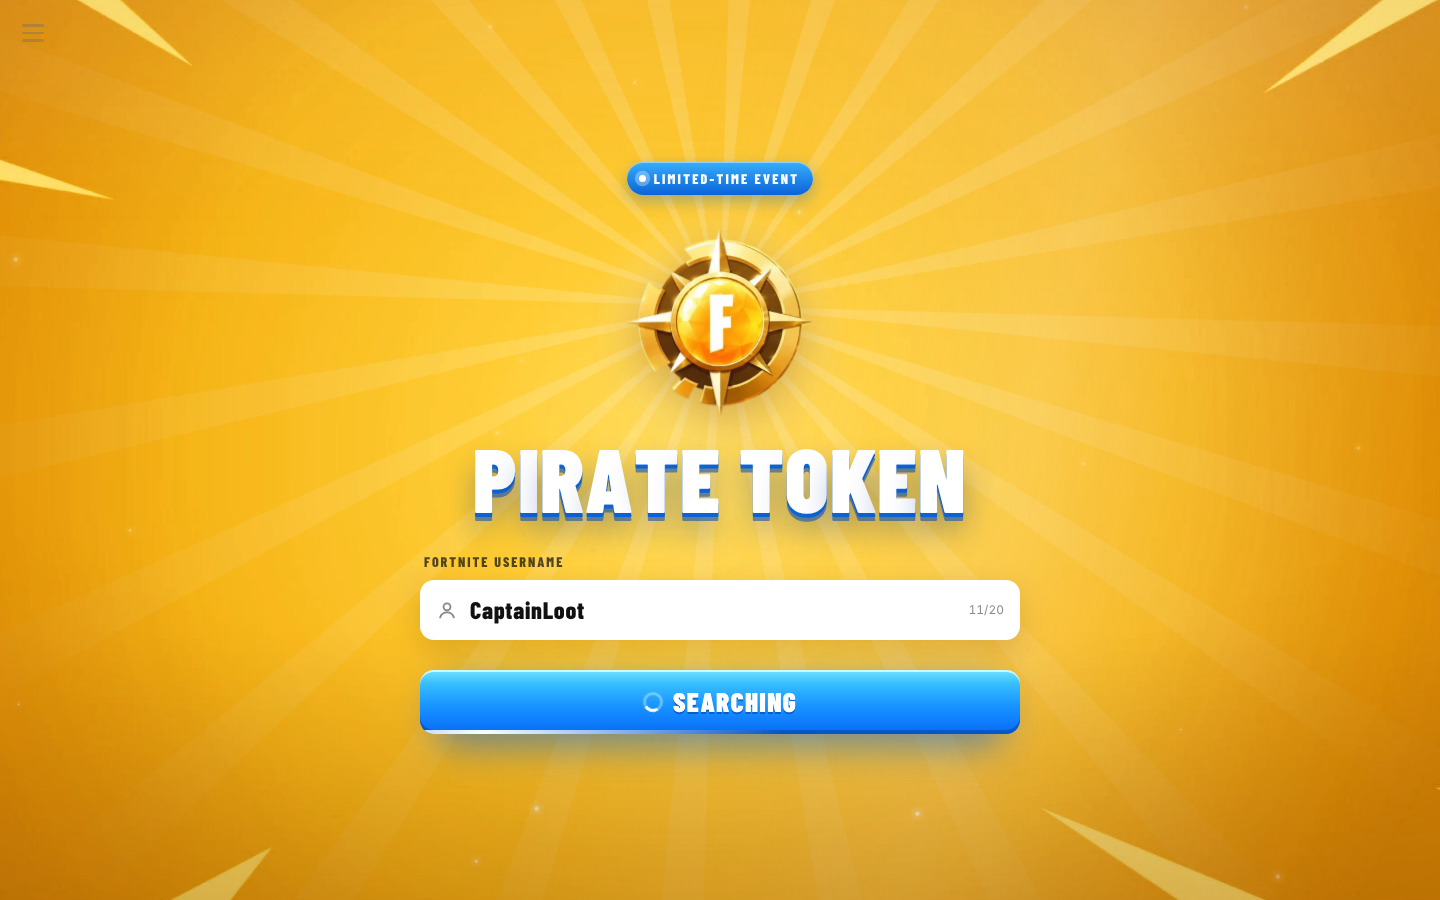 LIMITED-TIME EVENT
F
PIRATE TOKEN
FORTNITE USERNAME
CaptainLoot 11/20
SEARCHING